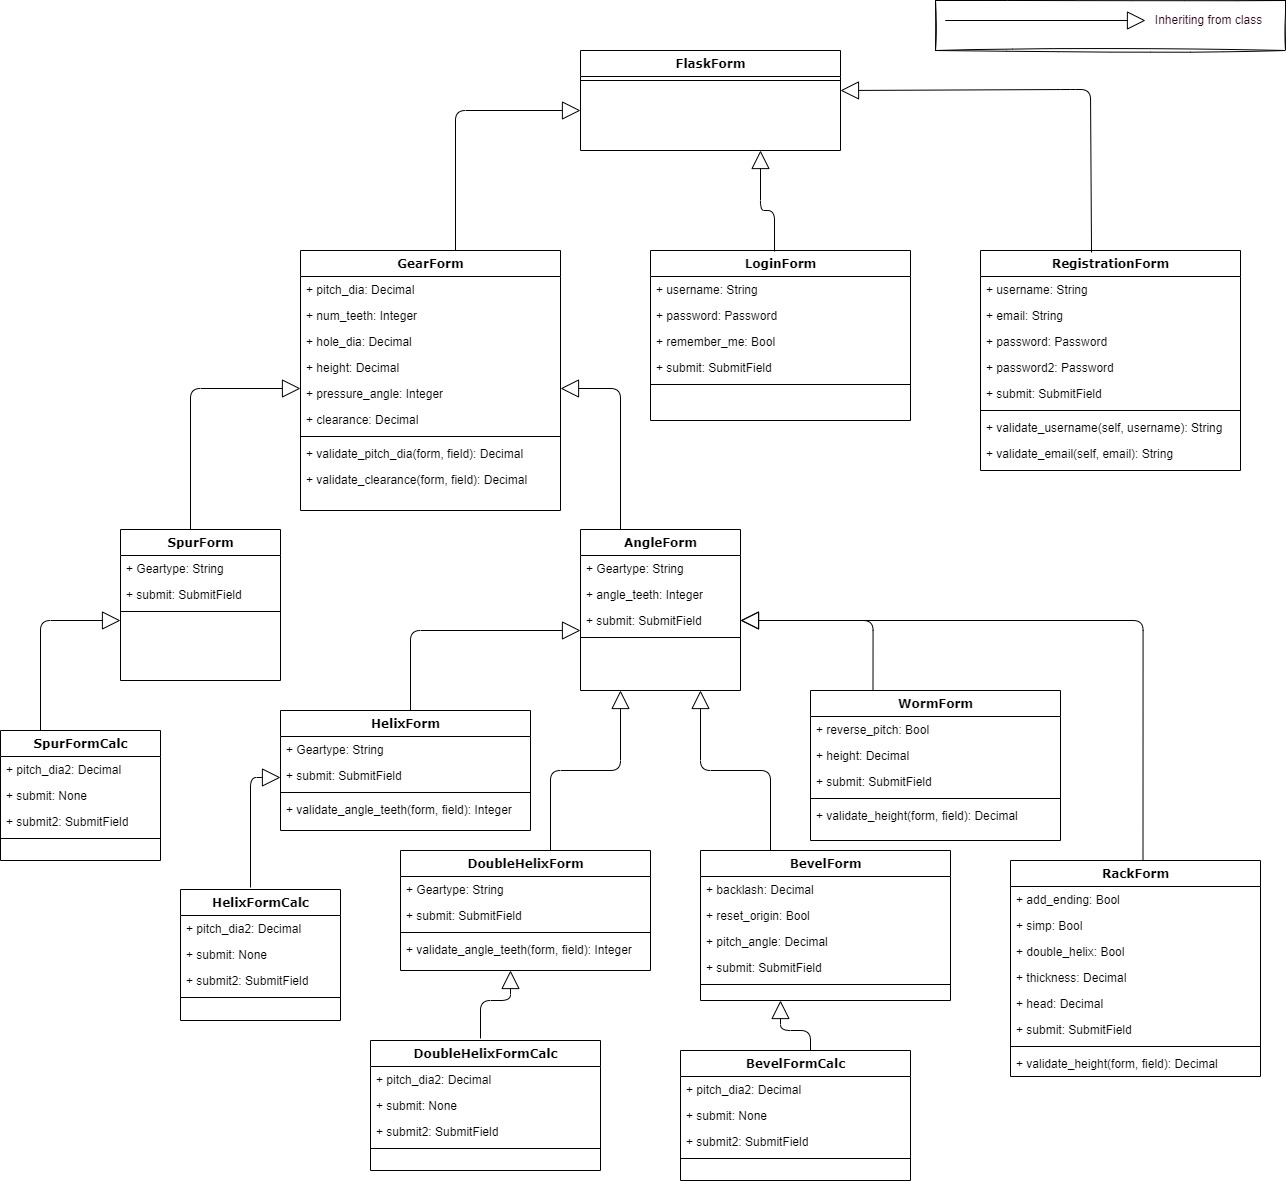 Inheriting from class
FlaskForm
GearForm
+ pitch_dia: Decimal
+ num_teeth: Integer
+ hole_dia: Decimal
+ height: Decimal
+ pressure_angle: Integer
+ clearance: Decimal
+ validate_pitch_dia(form, field): Decimal
+ validate_clearance(form, field): Decimal
LoginForm
+ username: String
+ password: Password
+ remember_me: Bool
+ submit: SubmitField
RegistrationForm
+ username: String
+ email: String
+ password: Password
+ password2: Password
+ submit: SubmitField
+ validate_username(self, username): String
+ validate_email(self, email): String
SpurForm
+ Geartype: String
+ submit: SubmitField
AngleForm
+ Geartype: String
+ angle_teeth: Integer
+ submit: SubmitField
SpurFormCalc
+ pitch_dia2: Decimal
+ submit: None
+ submit2: SubmitField
HelixForm
+ Geartype: String
+ submit: SubmitField
+ validate_angle_teeth(form, field): Integer
WormForm
+ reverse_pitch: Bool
+ height: Decimal
+ submit: SubmitField
+ validate_height(form, field): Decimal
HelixFormCalc
+ pitch_dia2: Decimal
+ submit: None
+ submit2: SubmitField
DoubleHelixForm
+ Geartype: String
+ submit: SubmitField
+ validate_angle_teeth(form, field): Integer
BevelForm
+ backlash: Decimal
+ reset_origin: Bool
+ pitch_angle: Decimal
+ submit: SubmitField
RackForm
+ add_ending: Bool
+ simp: Bool
+ double_helix: Bool
+ thickness: Decimal
+ head: Decimal
+ submit: SubmitField
+ validate_height(form, field): Decimal
DoubleHelixFormCalc
+ pitch_dia2: Decimal
+ submit: None
+ submit2: SubmitField
BevelFormCalc
+ pitch_dia2: Decimal
+ submit: None
+ submit2: SubmitField